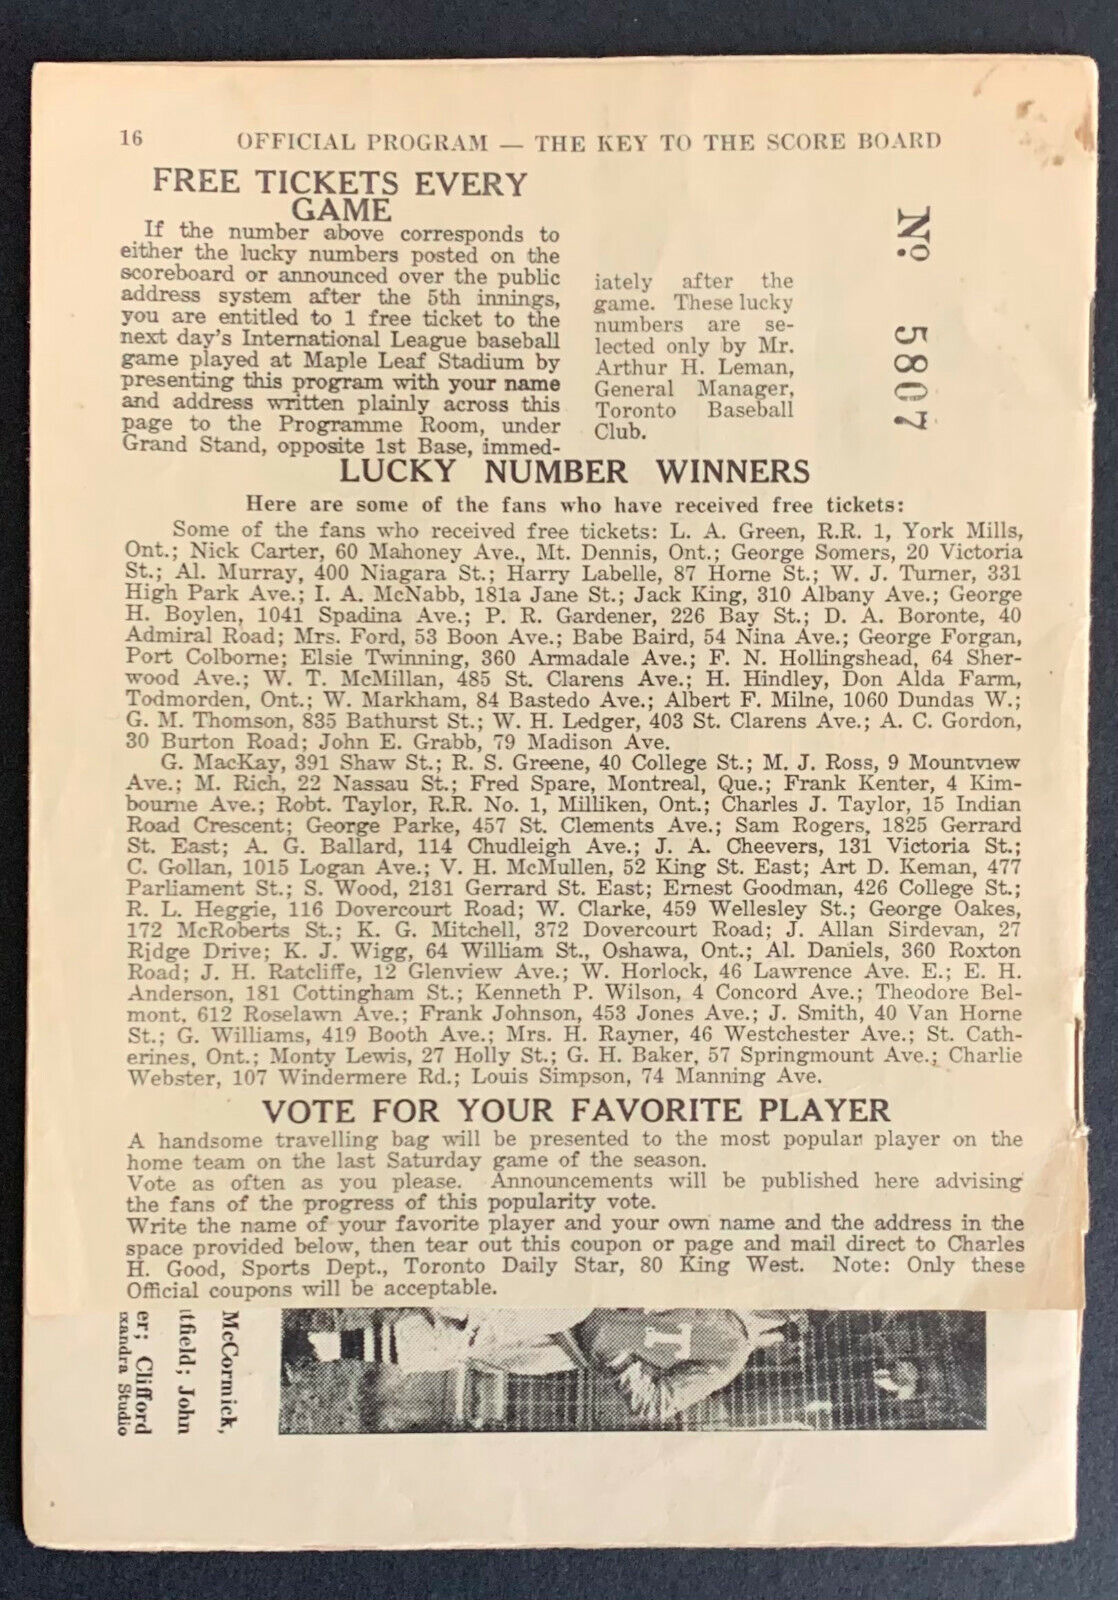 16 OFFICIAL PROGRAM — THE KEY TO THE SCORE BOARD
FREE TICKETS EVERY
GAME
If the number above corresponds to
either the lucky numbers posted on the
scoreboard or announced over the public
address system after the 5th innings,
you are entitled to 1 free ticket to the
next day's International League baseball
game played at Maple Leaf Stadium by
presenting this program with your name
and address written plainly across this
page to the Programme Room, under
Grand Stand, opposite 1st Base, immed-
iately after the
game. These lucky
numbers are se-
lected only by Mr.
Arthur H. Leman,
General Manager,
Toronto Baseball
Club.
No. 5807
LUCKY NUMBER WINNERS
Here are some of the fans who have received free tickets:
Some of the fans who received free tickets: L. A. Green, R.R. 1, York Mills,
Ont.; Nick Carter, 60 Mahoney Ave., Mt. Dennis, Ont.; George Somers, 20 Victoria
St.; Al. Murray, 400 Niagara St.; Harry Labelle, 87 Horne St.; W. J. Turner, 331
High Park Ave.; I. A. McNabb, 181a Jane St.; Jack King, 310 Albany Ave.; George
H. Boylen, 1041 Spadina Ave.; P. R. Gardener, 226 Bay St.; D. A. Boronte, 40
Admiral Road; Mrs. Ford, 53 Boon Ave.; Babe Baird, 54 Nina Ave.; George Forgan,
Port Colborne; Elsie Twinning, 360 Armadale Ave.; F. N. Hollingshead, 64 Sher-
wood Ave.; W. T. McMillan, 485 St. Clarens Ave.; H. Hindley, Don Alda Farm,
Todmorden, Ont.; W. Markham, 84 Bastedo Ave.; Albert F. Milne, 1060 Dundas W.;
G. M. Thomson, 835 Bathurst St.; W. H. Ledger, 403 St. Clarens Ave.; A. C. Gordon,
30 Burton Road; John E. Grabb, 79 Madison Ave.
G. MacKay, 391 Shaw St.; R. S. Greene, 40 College St.; M. J. Ross, 9 Mountview
Ave.; M. Rich, 22 Nassau St.; Fred Spare, Montreal, Que.; Frank Kenter, 4 Kim-
bourne Ave.; Robt. Taylor, R.R. No. 1, Milliken, Ont.; Charles J. Taylor, 15 Indian
Road Crescent; George Parke, 457 St. Clements Ave.; Sam Rogers, 1825 Gerrard
St. East; A. G. Ballard, 114 Chudleigh Ave.; J. A. Cheevers, 131 Victoria St.;
C. Gollan, 1015 Logan Ave.; V. H. McMullen, 52 King St. East; Art D. Keman, 477
Parliament St.; S. Wood, 2131 Gerrard St. East; Ernest Goodman, 426 College St.;
R. L. Heggie, 116 Dovercourt Road; W. Clarke, 459 Wellesley St.; George Oakes,
172 McRoberts St.; K. G. Mitchell, 372 Dovercourt Road; J. Allan Sirdevan, 27
Ridge Drive; K. J. Wigg, 64 William St., Oshawa, Ont.; Al. Daniels, 360 Roxton
Road; J. H. Ratcliffe, 12 Glenview Ave.; W. Horlock, 46 Lawrence Ave. E.; E. H.
Anderson, 181 Cottingham St.; Kenneth P. Wilson, 4 Concord Ave.; Theodore Bel-
mont, 612 Roselawn Ave.; Frank Johnson, 453 Jones Ave.; J. Smith, 40 Van Horne
St.; G. Williams, 419 Booth Ave.; Mrs. H. Rayner, 46 Westchester Ave.; St. Cath-
erines, Ont.; Monty Lewis, 27 Holly St.; G. H. Baker, 57 Springmount Ave.; Charlie
Webster, 107 Windermere Rd.; Louis Simpson, 74 Manning Ave.
VOTE FOR YOUR FAVORITE PLAYER
A handsome travelling bag will be presented to the most popular player on the
home team on the last Saturday game of the season.
Vote as often as you please. Announcements will be published here advising
the fans of the progress of this popularity vote.
Write the name of your favorite player and your own name and the address in the
space provided below, then tear out this coupon or page and mail direct to Charles
H. Good, Sports Dept., Toronto Daily Star, 80 King West. Note: Only these
Official coupons will be acceptable.
McCormick,
tfield; John
er; Clifford
xandra Studio
T